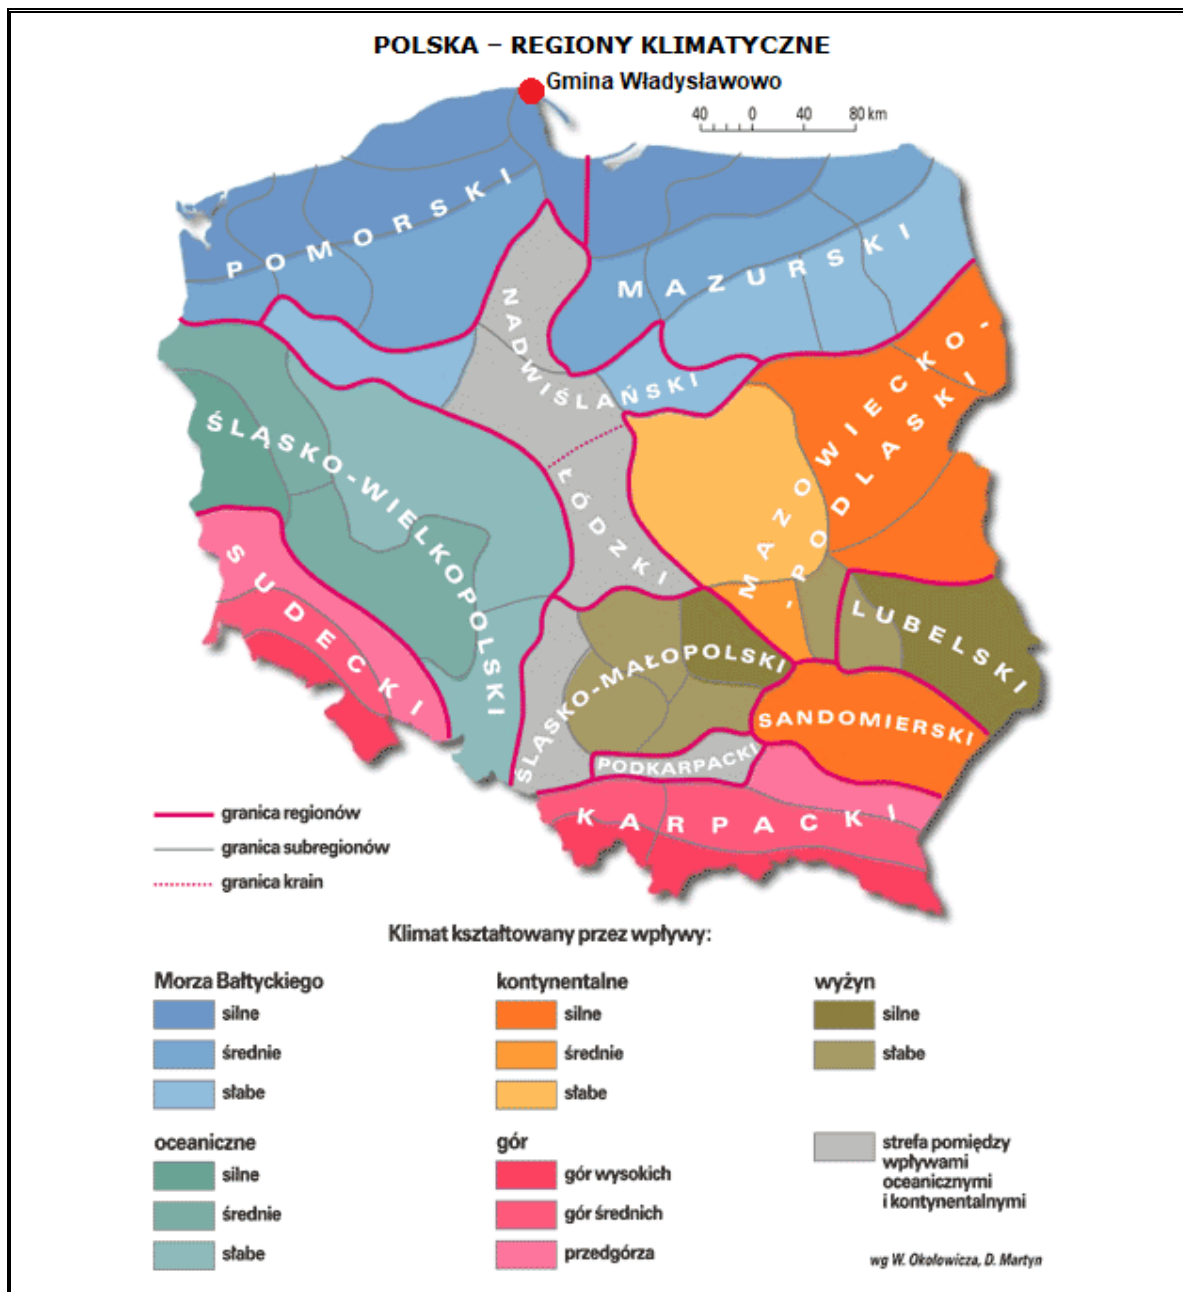 POLSKA – REGIONY KLIMATYCZNE
Gmina Władysławowo
40 0 40 80 km
POMORSKI
MAZURSKI
NADWIŚLAŃSKI
MAZOWIECKO-
-PODLASKI
ŚLĄSKO-WIELKOPOLSKI
ŁÓDZKI
SUDECKI
LUBELSKI
ŚLĄSKO-MAŁOPOLSKI
SANDOMIERSKI
PODKARPACKI
KARPACKI
granica regionów
granica subregionów
granica krain
Klimat kształtowany przez wpływy:
Morza Bałtyckiego
silne
średnie
słabe
kontynentalne
silne
średnie
słabe
wyżyn
silne
słabe
oceaniczne
silne
średnie
słabe
gór
gór wysokich
gór średnich
przedgórza
strefa pomiędzy
wpływami
oceanicznymi
i kontynentalnymi
wg W. Okołowicza, D. Martyn